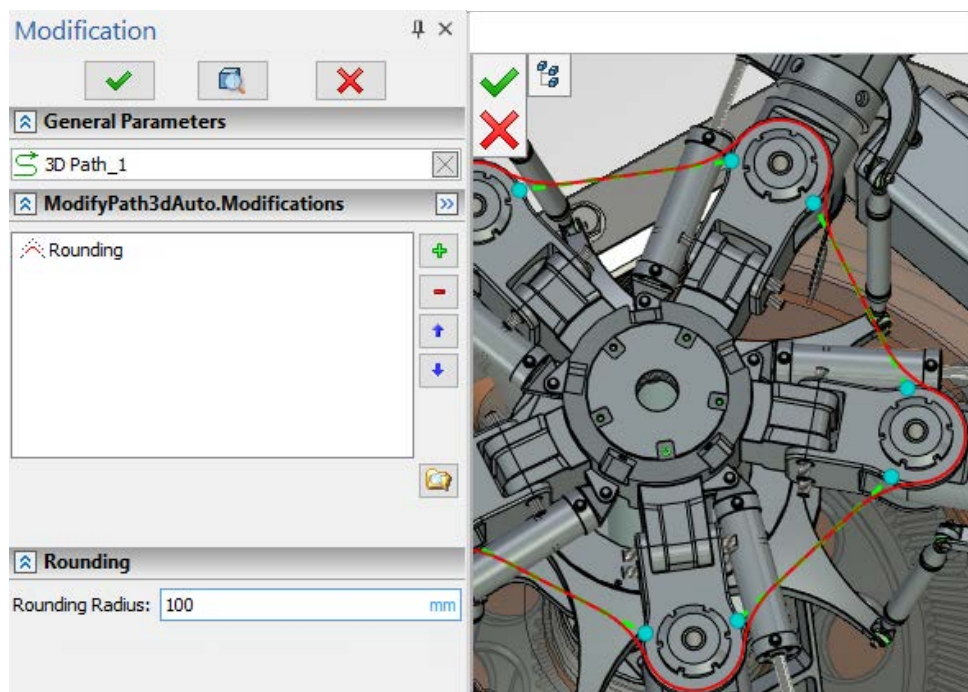 Modification
General Parameters
3D Path_1
ModifyPath3dAuto.Modifications
Rounding
Rounding
Rounding Radius: 100 mm